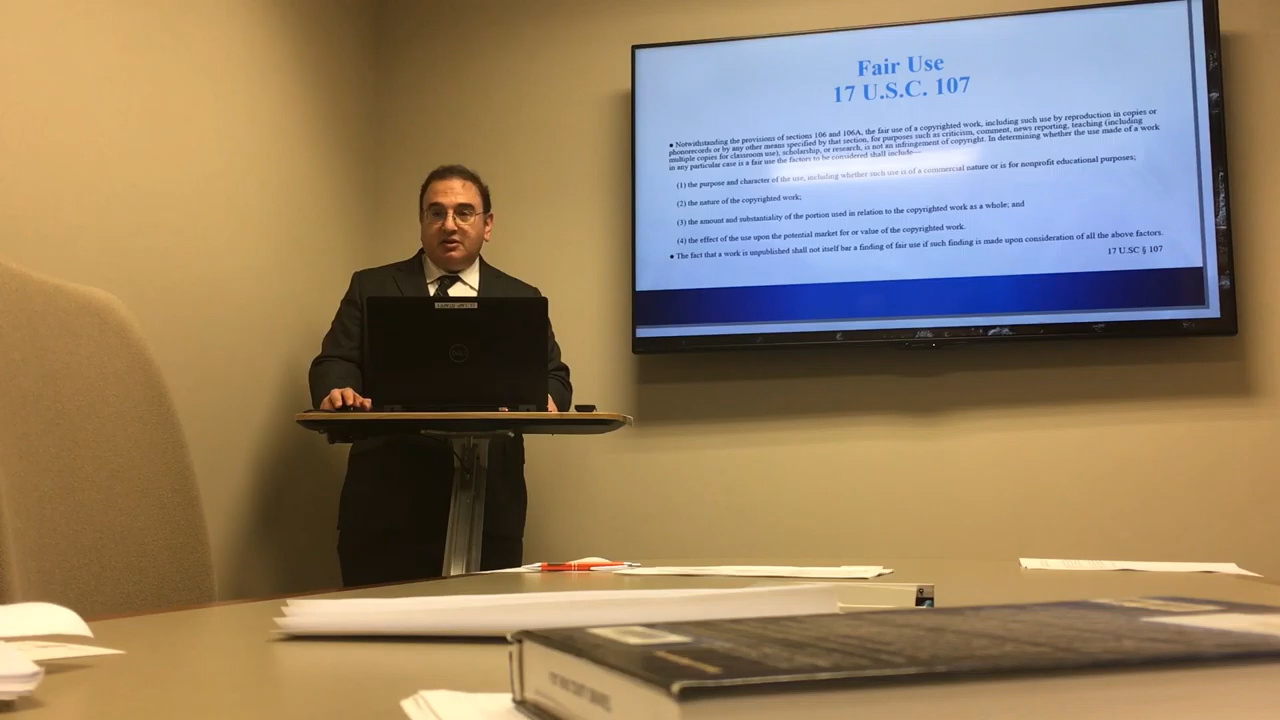 Fair Use
17 U.S.C. 107
● Notwithstanding the provisions of sections 106 and 106A, the fair use of a copyrighted work, including such use by reproduction in copies or
phonorecords or by any other means specified by that section, for purposes such as criticism, comment, news reporting, teaching (including
multiple copies for classroom use), scholarship, or research, is not an infringement of copyright. In determining whether the use made of a work
in any particular case is a fair use the factors to be considered shall include—
(1) the purpose and character of the use, including whether such use is of a commercial nature or is for nonprofit educational purposes;
(2) the nature of the copyrighted work;
(3) the amount and substantiality of the portion used in relation to the copyrighted work as a whole; and
(4) the effect of the use upon the potential market for or value of the copyrighted work.
● The fact that a work is unpublished shall not itself bar a finding of fair use if such finding is made upon consideration of all the above factors.
17 U.SC § 107
DELL